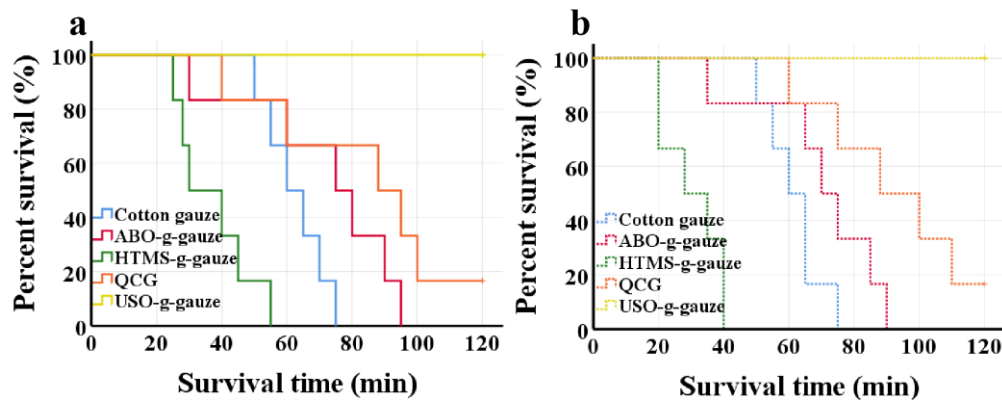 a
Percent survival (%)
100
80
60
40
20
0
Cotton gauze
ABO-g-gauze
HTMS-g-gauze
QCG
USO-g-gauze
0 20 40 60 80 100 120
Survival time (min)
b
Percent survival (%)
100
80
60
40
20
0
Cotton gauze
ABO-g-gauze
HTMS-g-gauze
QCG
USO-g-gauze
0 20 40 60 80 100 120
Survival time (min)